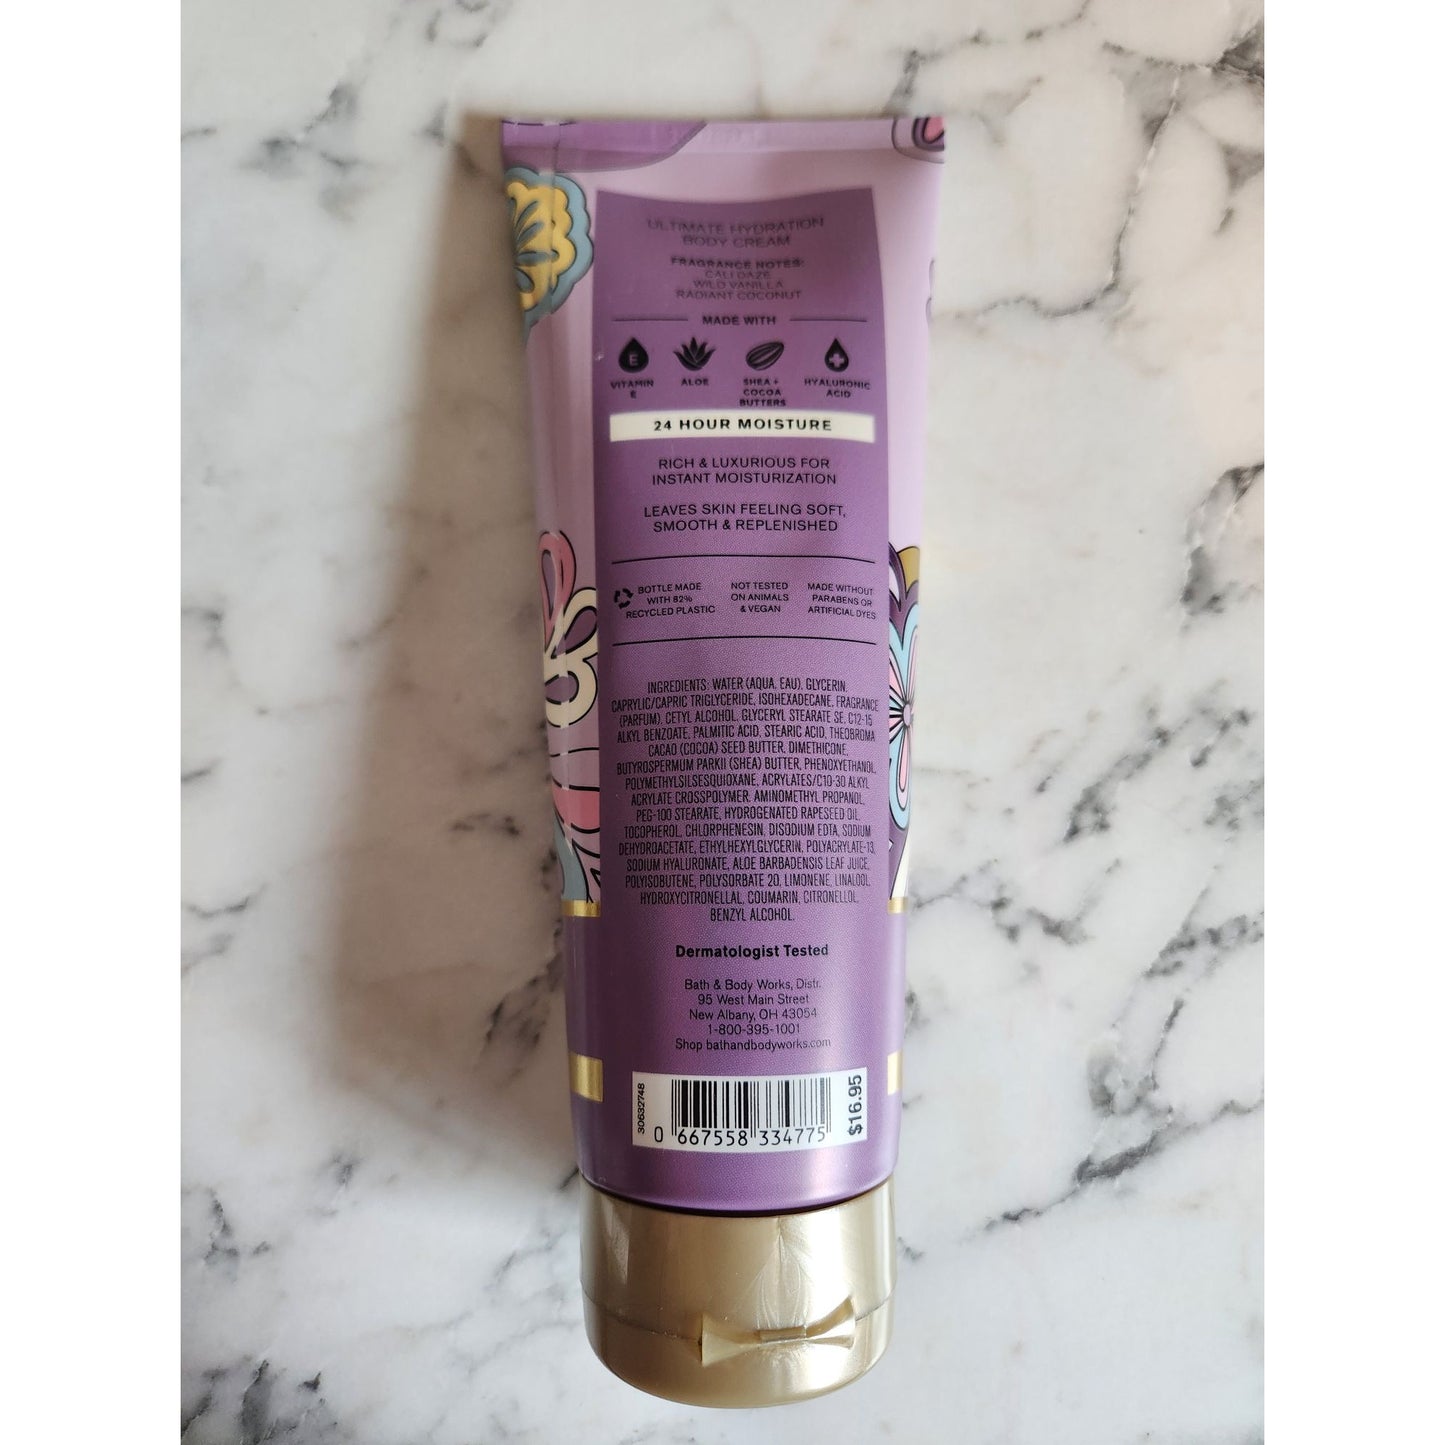 ULTIMATE HYDRATION
BODY CREAM
FRAGRANCE NOTES:
CALI DAZE
WILD VANILLA
RADIANT COCONUT
MADE WITH
E
VITAMIN
E
ALOE
SHEA +
COCOA
BUTTERS
HYALURONIC
ACID
24 HOUR MOISTURE
RICH & LUXURIOUS FOR
INSTANT MOISTURIZATION
LEAVES SKIN FEELING SOFT,
SMOOTH & REPLENISHED
BOTTLE MADE
WITH 82%
RECYCLED PLASTIC
NOT TESTED
ON ANIMALS
& VEGAN
MADE WITHOUT
PARABENS OR
ARTIFICIAL DYES
INGREDIENTS: WATER (AQUA, EAU), GLYCERIN,
CAPRYLIC/CAPRIC TRIGLYCERIDE, ISOHEXADECANE, FRAGRANCE
(PARFUM), CETYL ALCOHOL, GLYCERYL STEARATE SE, C12-15
ALKYL BENZOATE, PALMITIC ACID, STEARIC ACID, THEOBROMA
CACAO (COCOA) SEED BUTTER, DIMETHICONE,
BUTYROSPERMUM PARKII (SHEA) BUTTER, PHENOXYETHANOL,
POLYMETHYLSILSESQUIOXANE, ACRYLATES/C10-30 ALKYL
ACRYLATE CROSSPOLYMER, AMINOMETHYL PROPANOL,
PEG-100 STEARATE, HYDROGENATED RAPESEED OIL,
TOCOPHEROL, CHLORPHENESIN, DISODIUM EDTA, SODIUM
DEHYDROACETATE, ETHYLHEXYLGLYCERIN, POLYACRYLATE-13,
SODIUM HYALURONATE, ALOE BARBADENSIS LEAF JUICE,
POLYISOBUTENE, POLYSORBATE 20, LIMONENE, LINALOOL,
HYDROXYCITRONELLAL, COUMARIN, CITRONELLOL,
BENZYL ALCOHOL.
Dermatologist Tested
Bath & Body Works, Distr.
95 West Main Street
New Albany, OH 43054
1-800-395-1001
Shop bathandbodyworks.com
30632748
0 667558 334775
$16.95